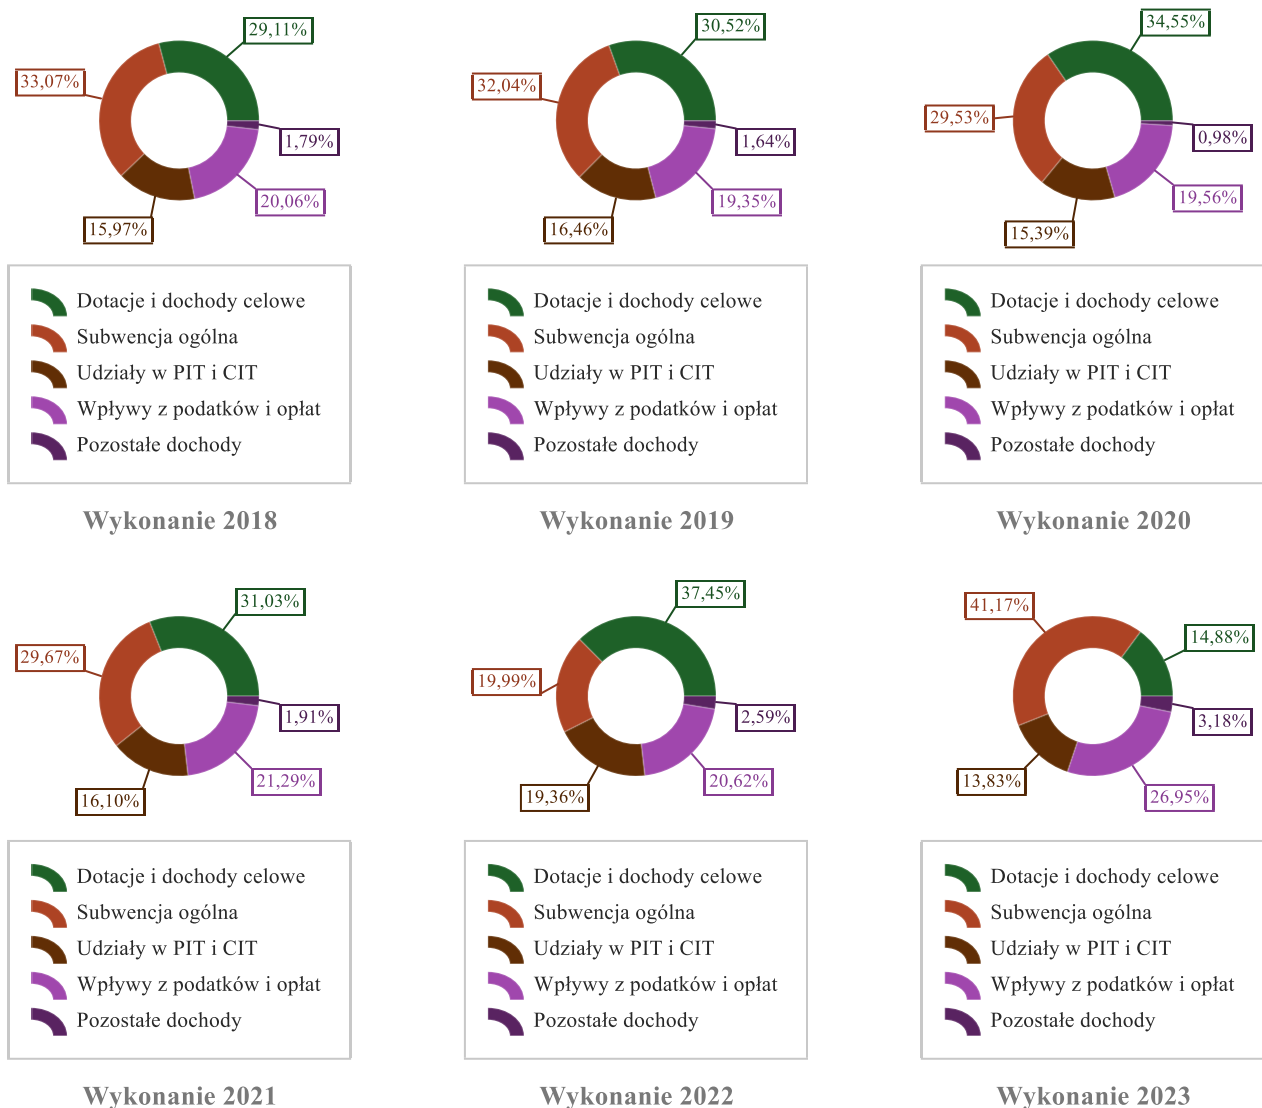 29,11%
33,07%
1,79%
20,06%
15,97%
Dotacje i dochody celowe
Subwencja ogólna
Udziały w PIT i CIT
Wpływy z podatków i opłat
Pozostałe dochody
Wykonanie 2018
30,52%
32,04%
1,64%
19,35%
16,46%
Dotacje i dochody celowe
Subwencja ogólna
Udziały w PIT i CIT
Wpływy z podatków i opłat
Pozostałe dochody
Wykonanie 2019
34,55%
29,53%
0,98%
19,56%
15,39%
Dotacje i dochody celowe
Subwencja ogólna
Udziały w PIT i CIT
Wpływy z podatków i opłat
Pozostałe dochody
Wykonanie 2020
31,03%
29,67%
1,91%
21,29%
16,10%
Dotacje i dochody celowe
Subwencja ogólna
Udziały w PIT i CIT
Wpływy z podatków i opłat
Pozostałe dochody
Wykonanie 2021
37,45%
19,99%
2,59%
20,62%
19,36%
Dotacje i dochody celowe
Subwencja ogólna
Udziały w PIT i CIT
Wpływy z podatków i opłat
Pozostałe dochody
Wykonanie 2022
41,17%
14,88%
3,18%
13,83%
26,95%
Dotacje i dochody celowe
Subwencja ogólna
Udziały w PIT i CIT
Wpływy z podatków i opłat
Pozostałe dochody
Wykonanie 2023